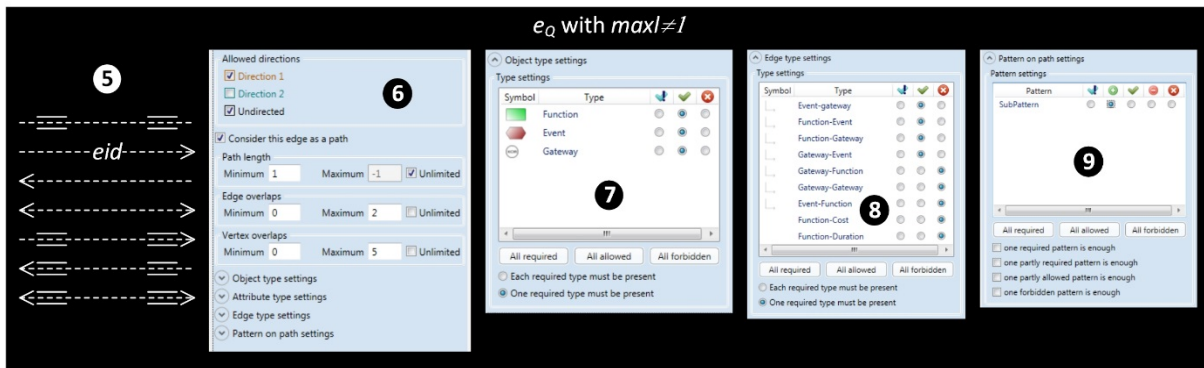 e_Q with maxl≠1
5
eid
Allowed directions
Direction 1
Direction 2
Undirected
6
Consider this edge as a path
Path length
Minimum 1 Maximum -1 Unlimited
Edge overlaps
Minimum 0 Maximum 2 Unlimited
Vertex overlaps
Minimum 0 Maximum 5 Unlimited
Object type settings
Attribute type settings
Edge type settings
Pattern on path settings
Object type settings
Type settings
Symbol Type
Function
Event
Gateway
7
All required All allowed All forbidden
Each required type must be present
One required type must be present
Edge type settings
Type settings
Symbol Type
Event-gateway
Function-Event
Function-Gateway
Gateway-Event
Gateway-Function
Gateway-Gateway
Event-Function
Function-Cost
Function-Duration
8
All required All allowed All forbidden
Each required type must be present
One required type must be present
Pattern on path settings
Pattern settings
Pattern
SubPattern
9
All required All allowed All forbidden
one required pattern is enough
one partly required pattern is enough
one partly allowed pattern is enough
one forbidden pattern is enough